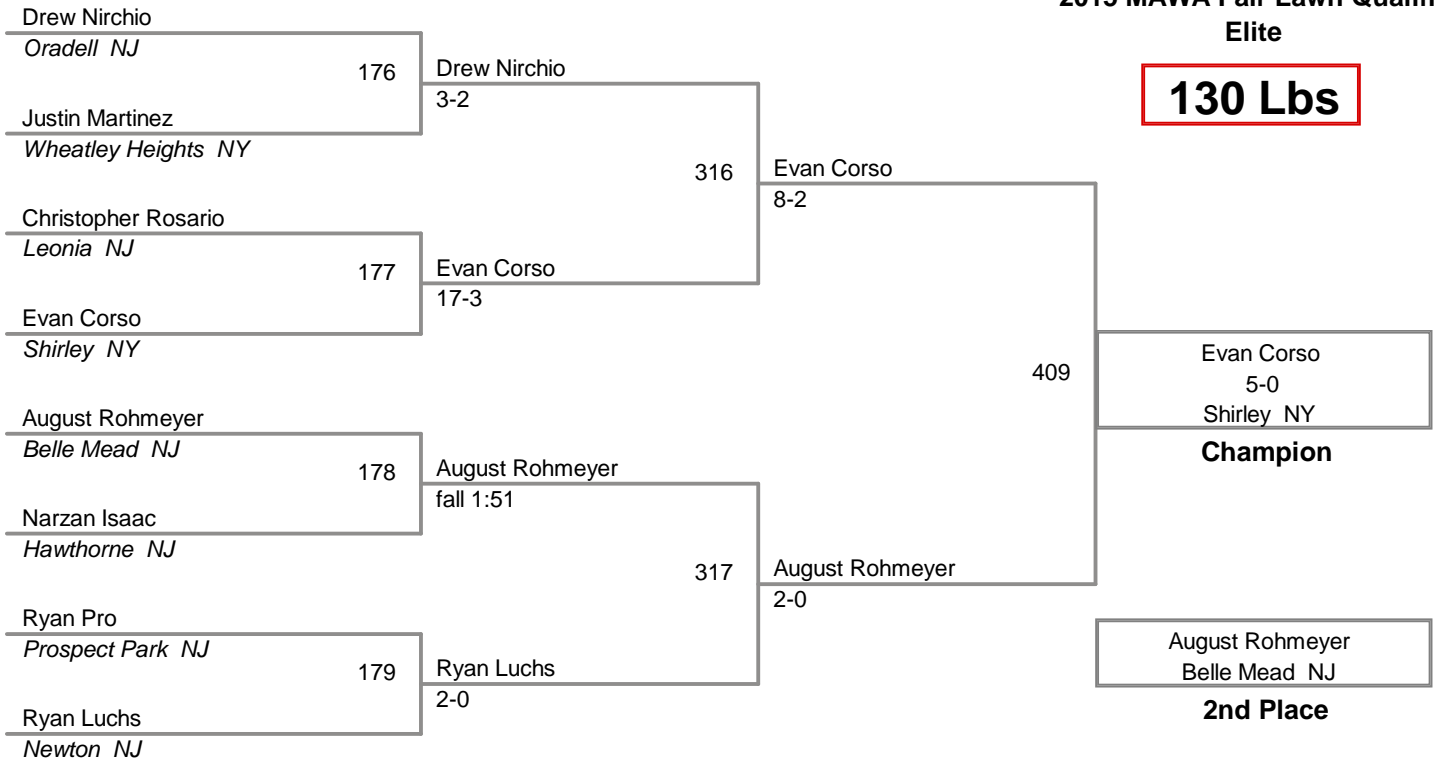 2015 MAWA Fair Lawn
Elite
130 Lbs
Drew Nirchio
Oradell NJ
176
Justin Martinez
Wheatley Heights NY
Christopher Rosario
Leonia NJ
177
Evan Corso
Shirley NY
August Rohmeyer
Belle Mead NJ
178
Narzan Isaac
Hawthorne NJ
Ryan Pro
Prospect Park NJ
179
Ryan Luchs
Newton NJ
Drew Nirchio
3-2
316
Evan Corso
17-3
August Rohmeyer
fall 1:51
317
Ryan Luchs
2-0
Evan Corso
8-2
409
August Rohmeyer
2-0
Evan Corso
5-0
Shirley NY
Champion
August Rohmeyer
Belle Mead NJ
2nd Place